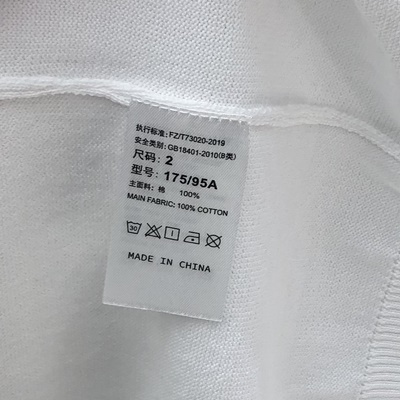 执行标准: FZ/T73020-2019
安全类别: GB18401-2010(B类)
尺码: 2
型号: 175/95A
主面料: 棉 100%
MAIN FABRIC: 100% COTTON
30
MADE IN CHINA